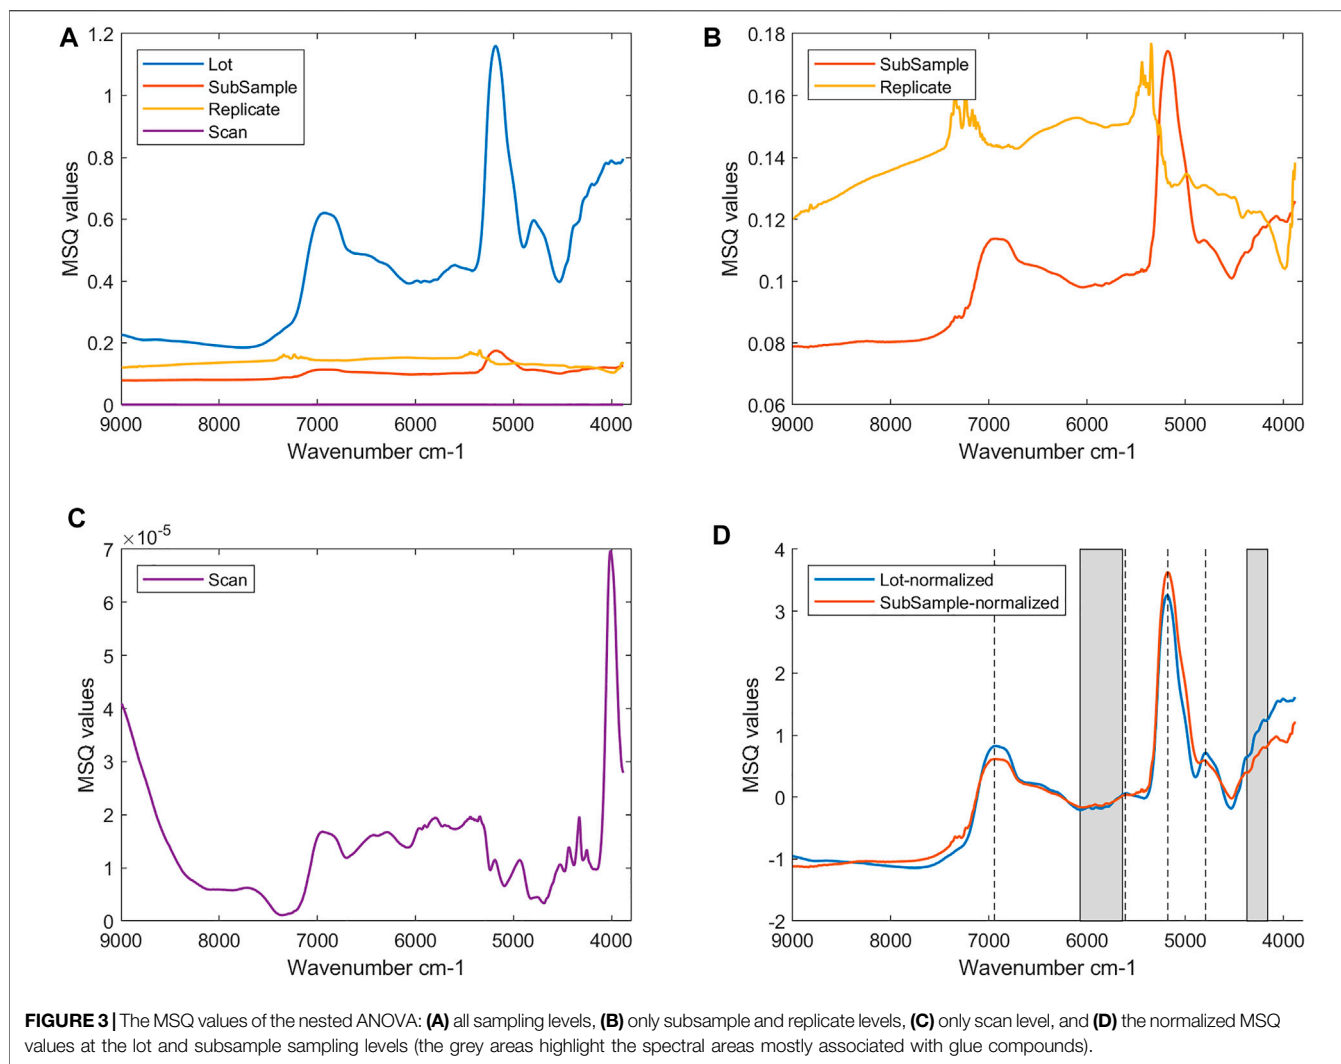 A
1.2
1
0.8
0.6
0.4
0.2
0
MSQ values
Lot
SubSample
Replicate
Scan
9000 8000 7000 6000 5000 4000
Wavenumber cm-1
B
0.18
0.16
0.14
0.12
0.1
0.08
0.06
MSQ values
SubSample
Replicate
9000 8000 7000 6000 5000 4000
Wavenumber cm-1
C
×10-5
7
6
5
4
3
2
1
0
MSQ values
Scan
9000 8000 7000 6000 5000 4000
Wavenumber cm-1
D
4
3
2
1
0
-1
-2
MSQ values
Lot-normalized
SubSample-normalized
9000 8000 7000 6000 5000 4000
Wavenumber cm-1
FIGURE 3 | The MSQ values of the nested ANOVA: (A) all sampling levels, (B) only subsample and replicate levels, (C) only scan level, and (D) the normalized MSQ
values at the lot and subsample sampling levels (the grey areas highlight the spectral areas mostly associated with glue compounds).